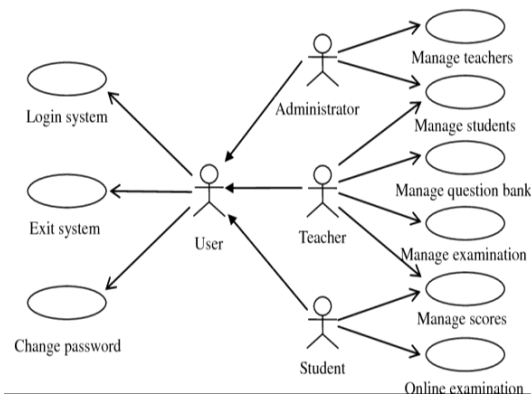 Manage teachers
Login system
Administrator
Manage students
Manage question bank
Exit system
User
Teacher
Manage examination
Manage scores
Change password
Student
Online examination